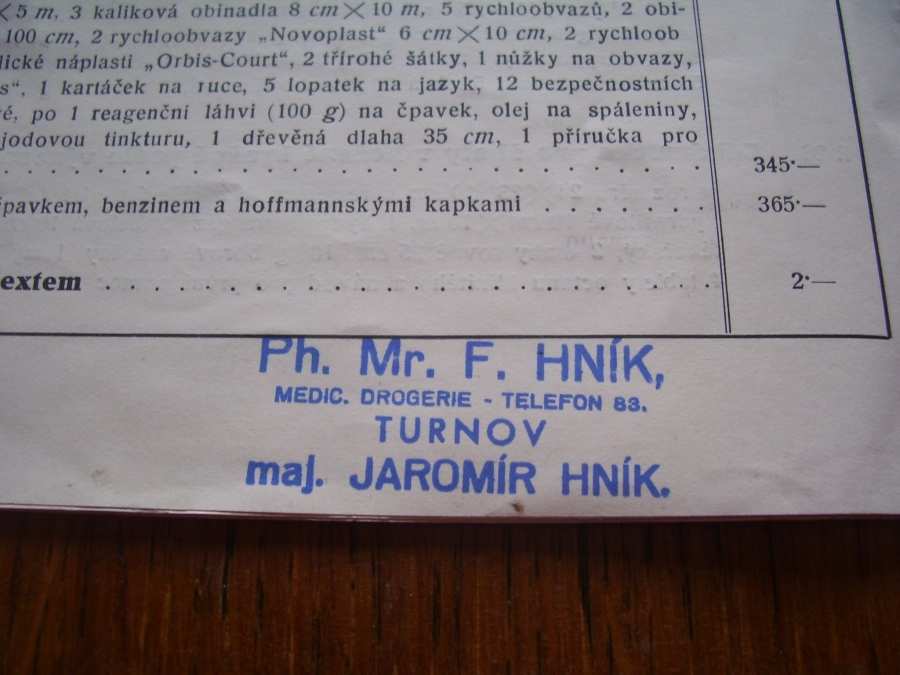 ×5 m, 3 kaliková obinadla 8 cm×10 m, 5 rychloobvazů, 2 obi-
100 cm, 2 rychloobvazy „Novoplast“ 6 cm×10 cm, 2 rychloob
lické náplasti „Orbis-Court“, 2 třírohé šátky, 1 nůžky na obvazy,
s“, 1 kartáček na ruce, 5 lopatek na jazyk, 12 bezpečnostních
é, po 1 reagenční láhvi (100 g) na čpavek, olej na spáleniny,
jodovou tinkturu, 1 dřevěná dlaha 35 cm, 1 příručka pro
. . . . . . . . . . . . . . . . . . . . . . 345·—
pavkem, benzinem a hoffmannskými kapkami . . . . . . . 365·—
extem . . . . . . . . . . . . . . . . . . . . 2·—
Ph. Mr. F. HNÍK,
MEDIC. DROGERIE - TELEFON 83.
TURNOV
maj. JAROMÍR HNÍK.